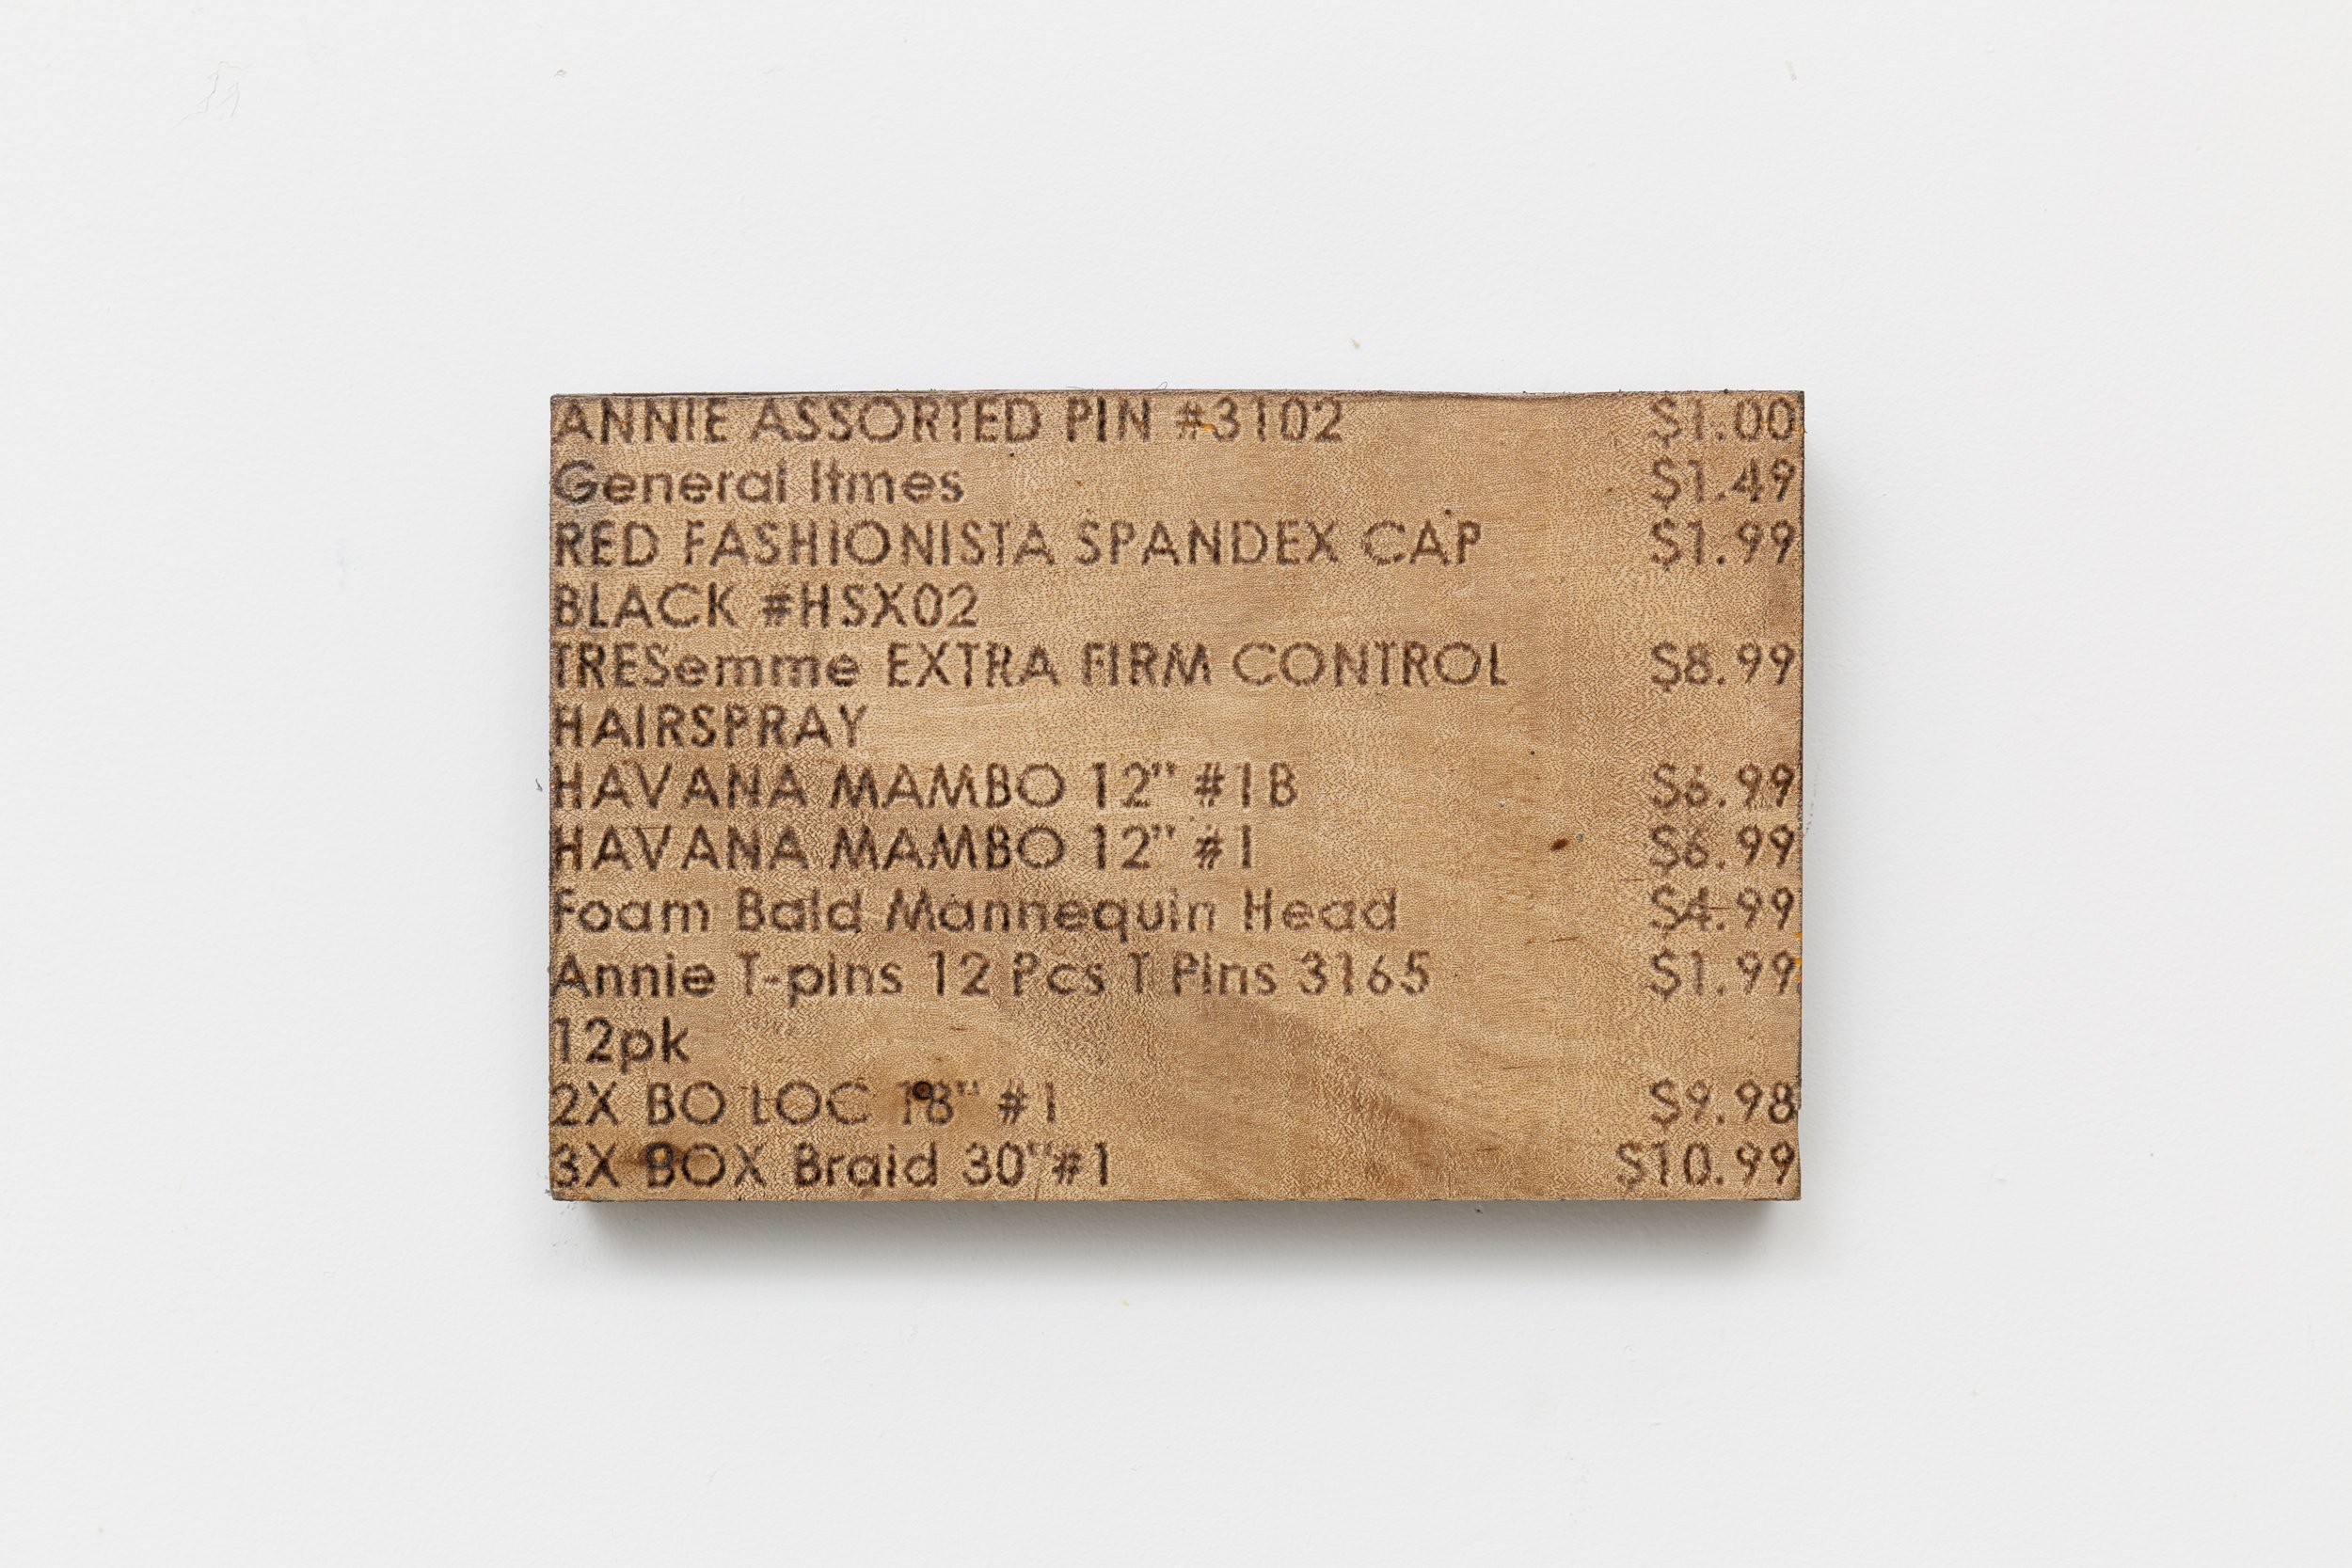 ANNIE ASSORTED PIN #3102 $1.00
General Itmes $1.49
RED FASHIONISTA SPANDEX CAP $1.99
BLACK #HSX02
TRESemme EXTRA FIRM CONTROL $8.99
HAIRSPRAY
HAVANA MAMBO 12" #1B $6.99
HAVANA MAMBO 12" #1 $6.99
Foam Bald Mannequin Head $4.99
Annie T-pins 12 Pcs T Pins 3165 $1.99
12pk
2X BO LOC 18" #1 $9.98
3X BOX Braid 30"#1 $10.99